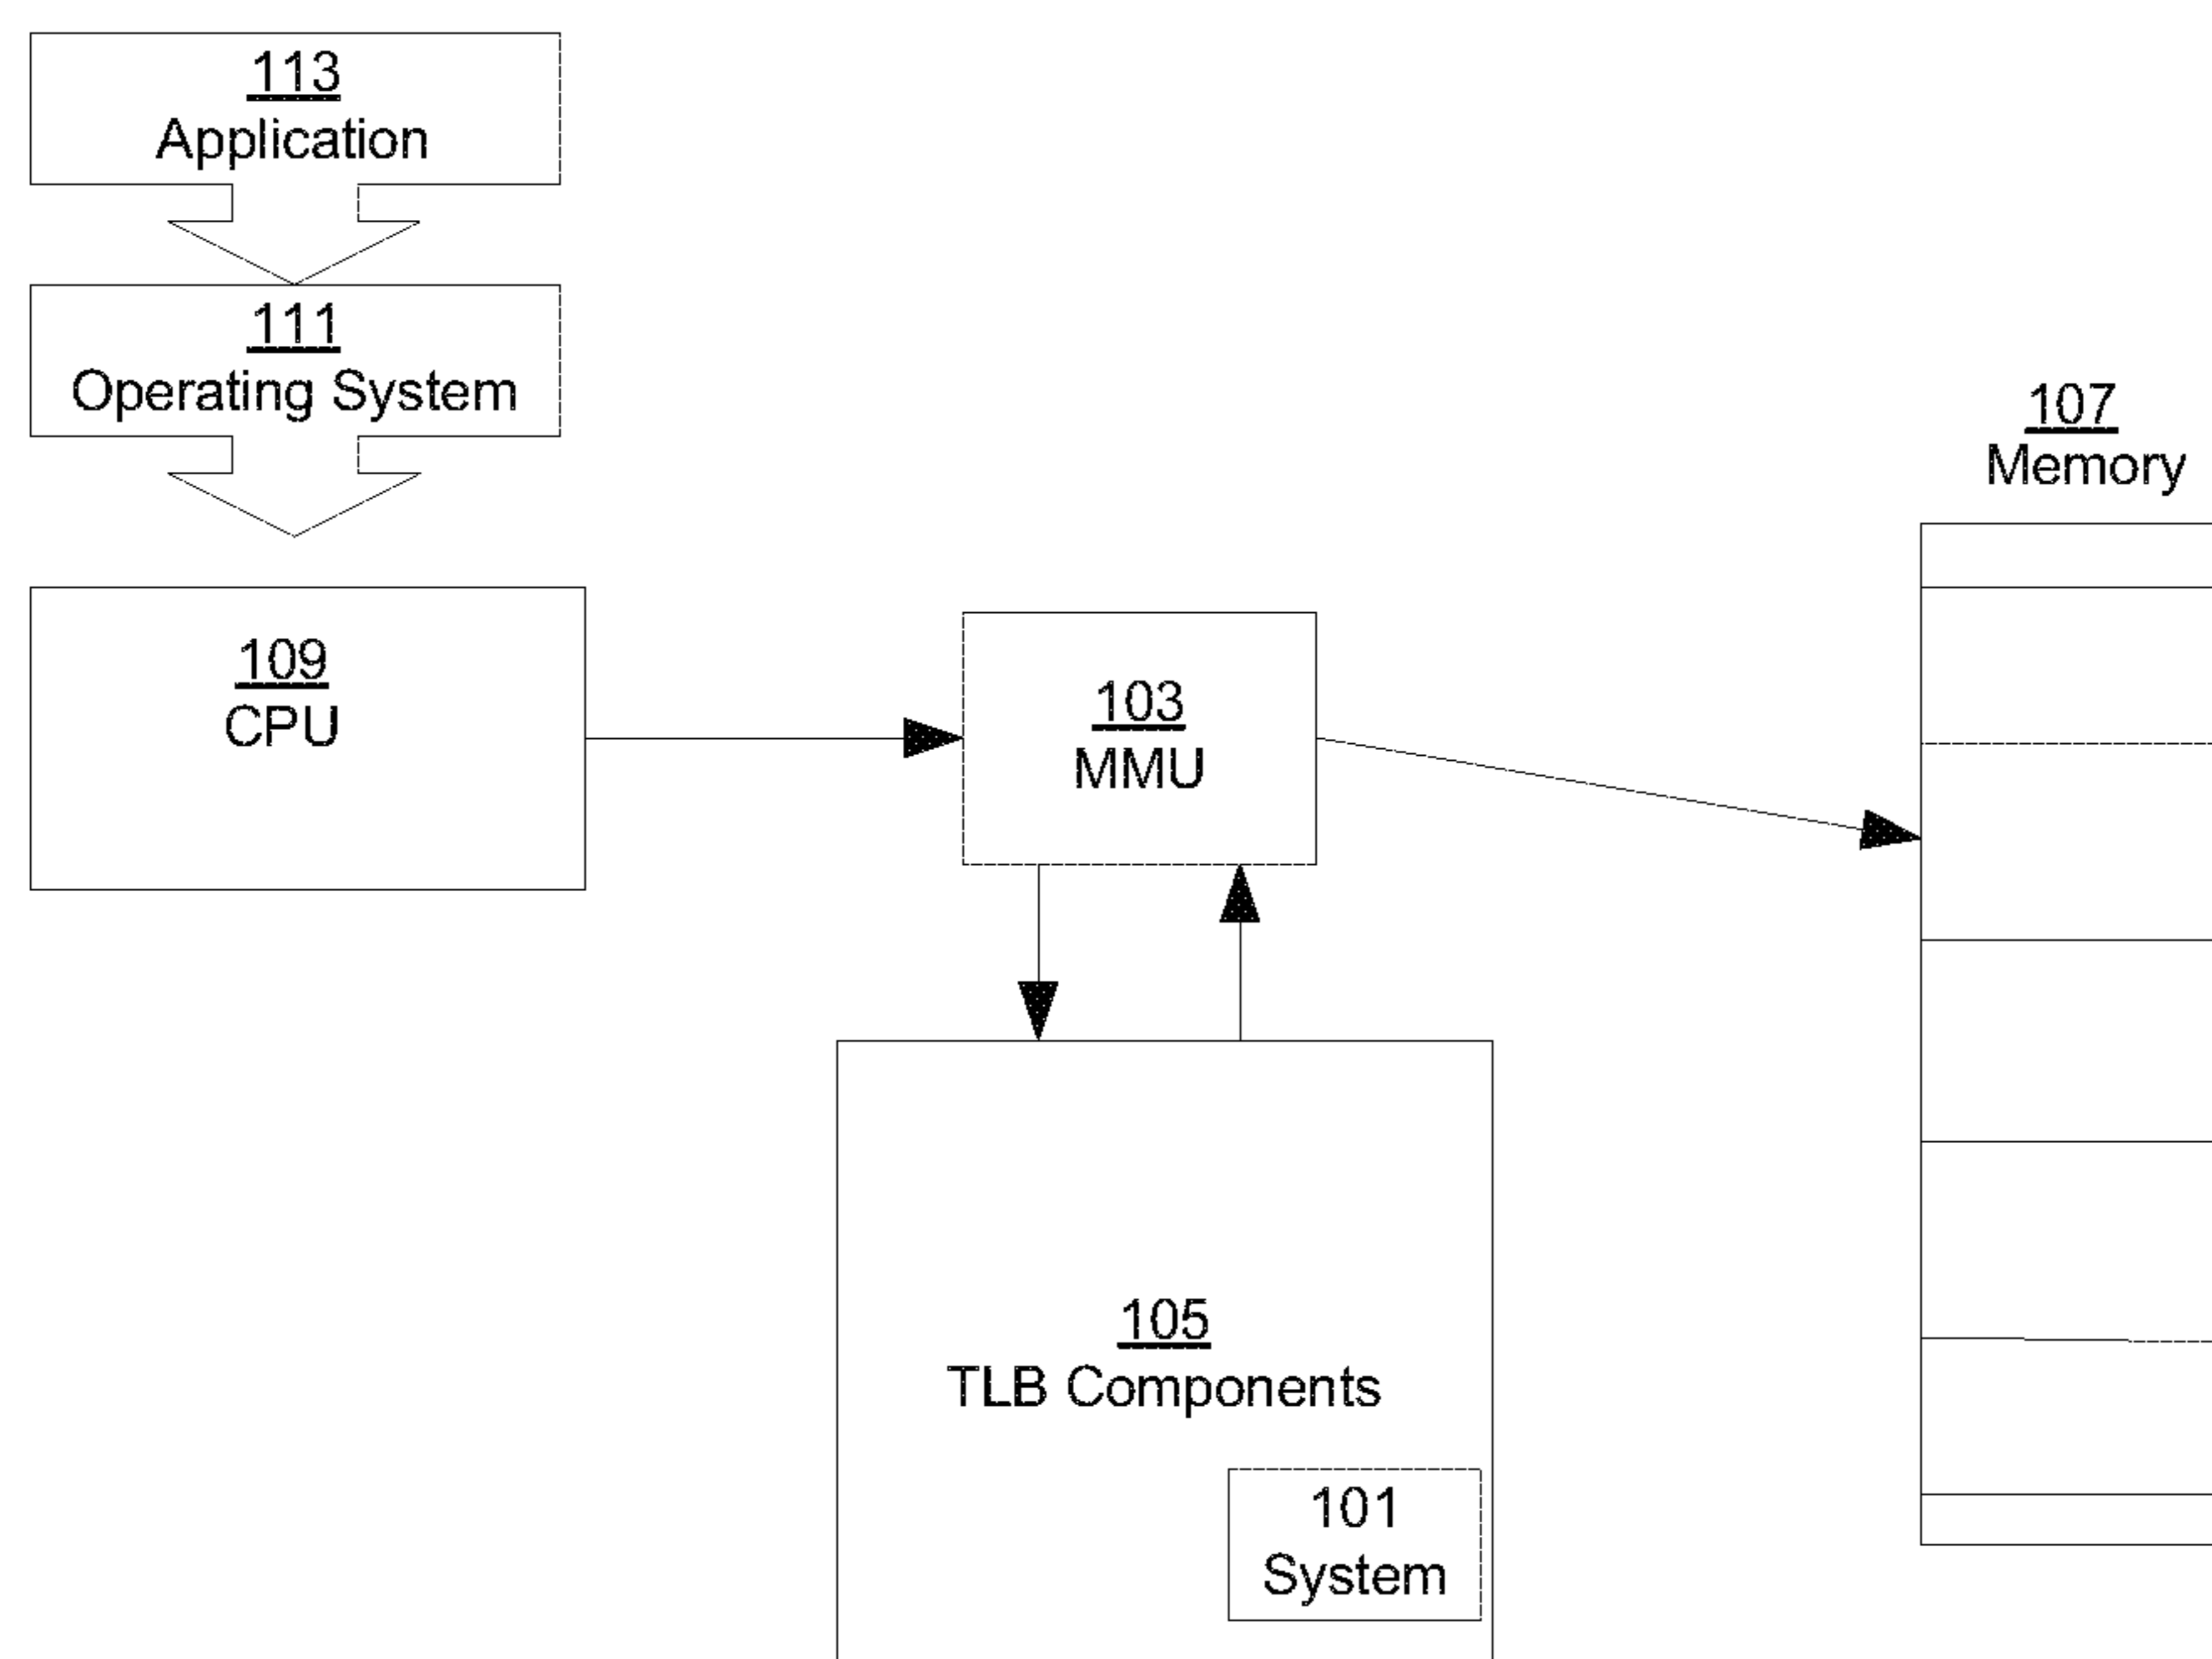 113
Application
111
Operating System
107
Memory
109
CPU
103
MMU
105
TLB Components
101
System